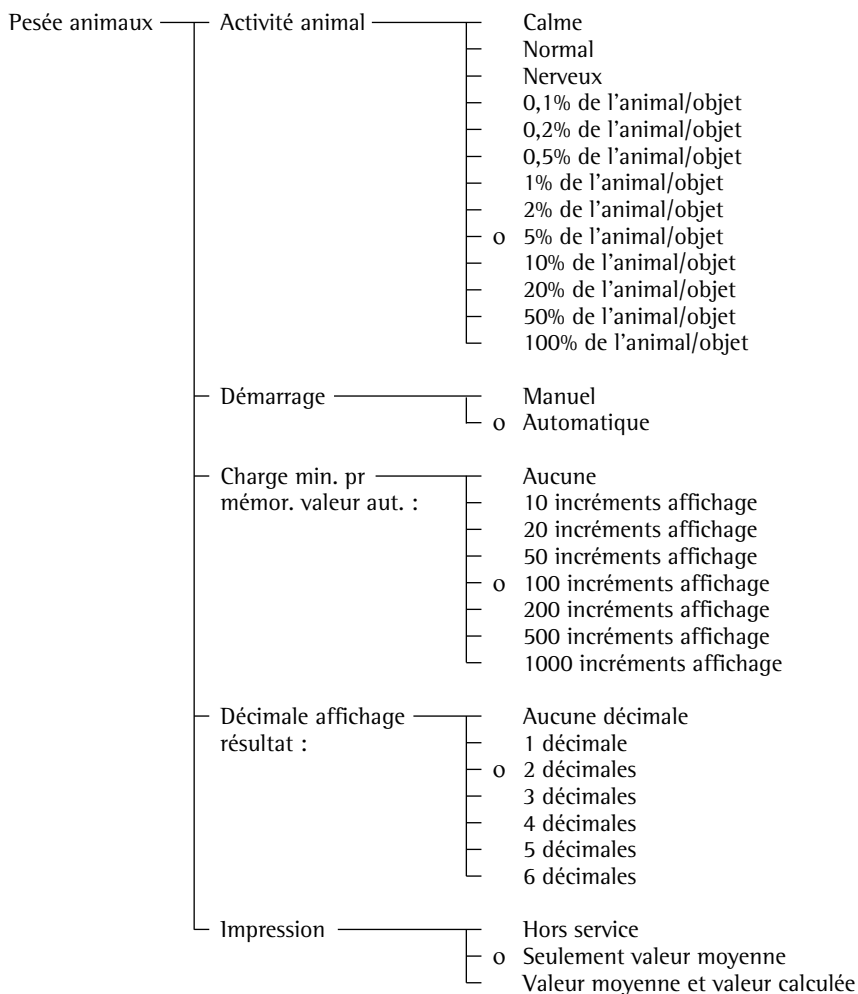 Pesée animaux Activité animal Calme
Normal
Nerveux
0,1% de l'animal/objet
0,2% de l'animal/objet
0,5% de l'animal/objet
1% de l'animal/objet
2% de l'animal/objet
o 5% de l'animal/objet
10% de l'animal/objet
20% de l'animal/objet
50% de l'animal/objet
100% de l'animal/objet
Démarrage Manuel
o Automatique
Charge min. pr Aucune
mémor. valeur aut. : 10 incréments affichage
20 incréments affichage
50 incréments affichage
o 100 incréments affichage
200 incréments affichage
500 incréments affichage
1000 incréments affichage
Décimale affichage Aucune décimale
résultat : 1 décimale
o 2 décimales
3 décimales
4 décimales
5 décimales
6 décimales
Impression Hors service
o Seulement valeur moyenne
Valeur moyenne et valeur calculée